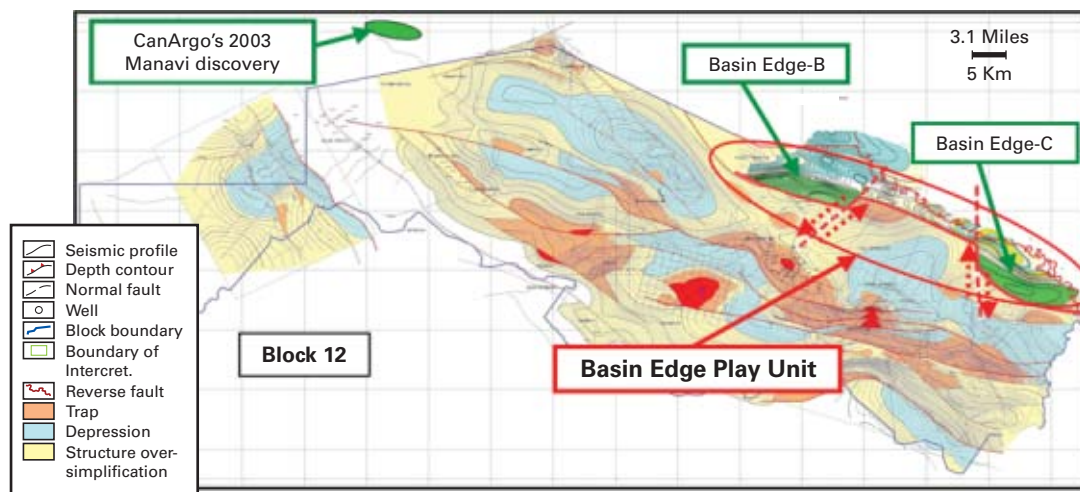 CanArgo's 2003
Manavi discovery
3.1 Miles
5 Km
Basin Edge-B
Basin Edge-C
Seismic profile
Depth contour
Normal fault
Well
Block boundary
Boundary of
Intercret.
Reverse fault
Trap
Depression
Structure over-
simplification
Block 12
Basin Edge Play Unit